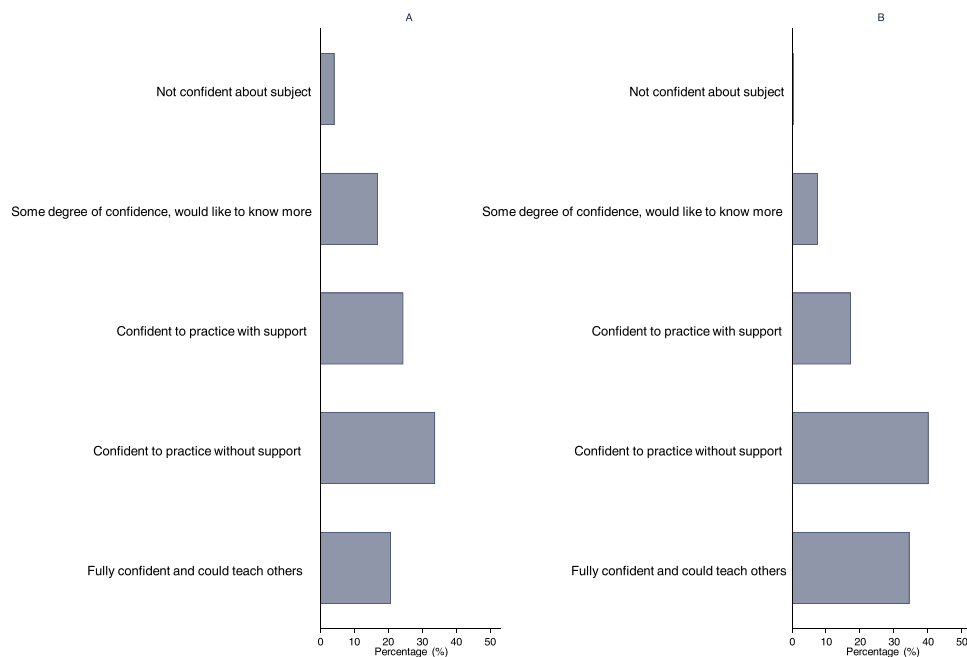 A
Not confident about subject
Some degree of confidence, would like to know more
Confident to practice with support
Confident to practice without support
Fully confident and could teach others
0 10 20 30 40 50
Percentage (%)
B
Not confident about subject
Some degree of confidence, would like to know more
Confident to practice with support
Confident to practice without support
Fully confident and could teach others
0 10 20 30 40 50
Percentage (%)